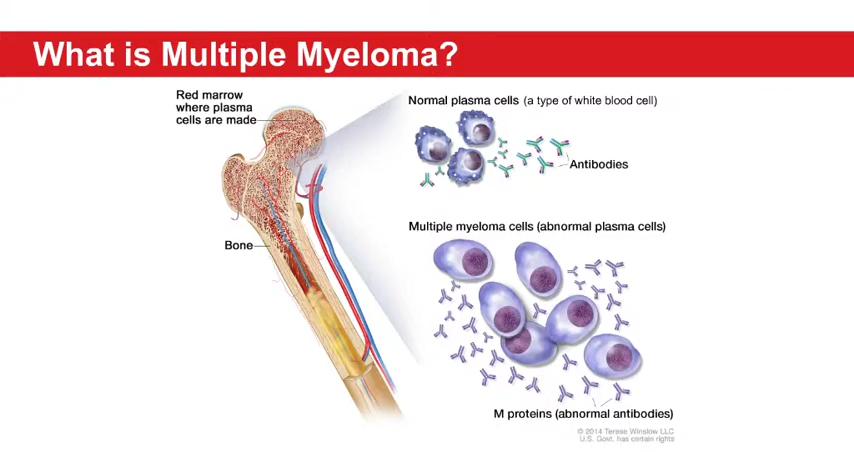 What is Multiple Myeloma?
Red marrow
where plasma
cells are made
Normal plasma cells (a type of white blood cell)
Antibodies
Multiple myeloma cells (abnormal plasma cells)
Bone
M proteins (abnormal antibodies)
© 2014 Terese Winslow LLC
U.S. Govt. has certain rights